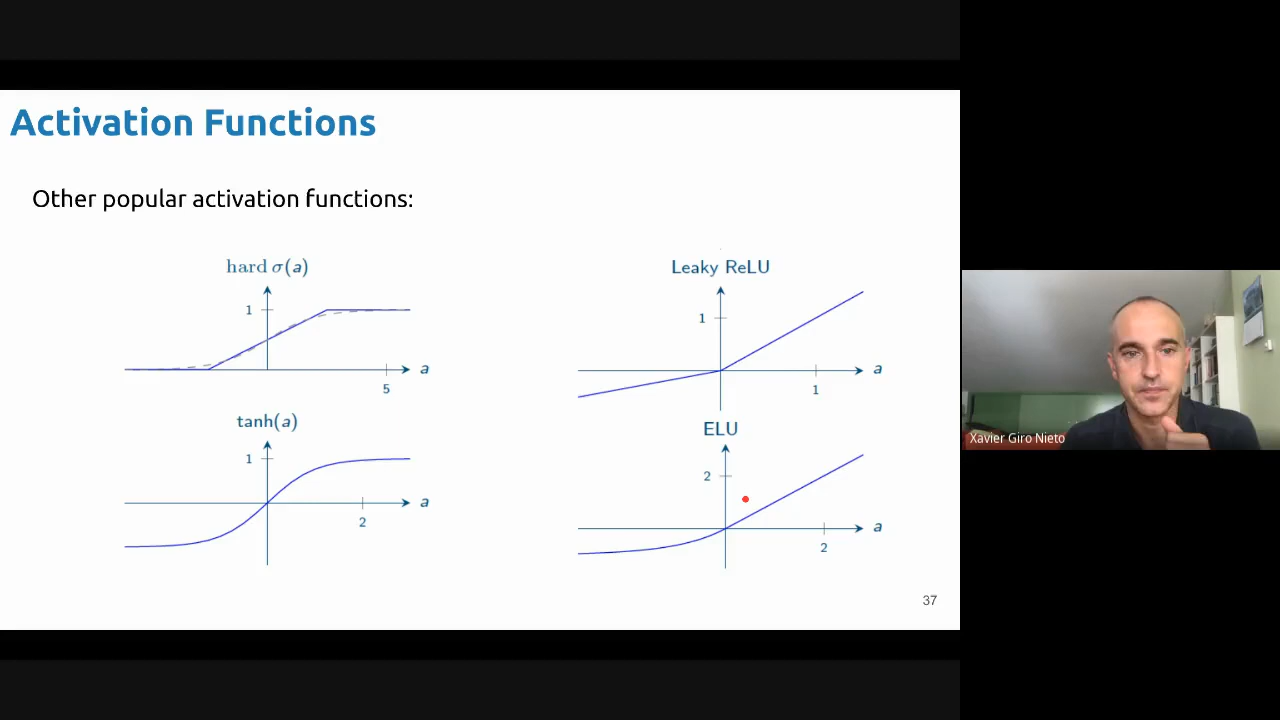 Activation Functions
Other popular activation functions:
hard σ(a)
1
a
5
Leaky ReLU
1
a
1
tanh(a)
1
a
2
ELU
2
a
2
37
Xavier Giro Nieto